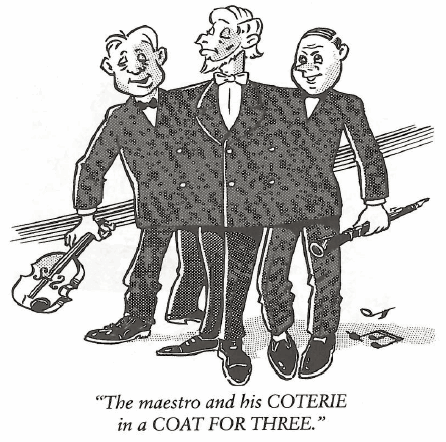 "The maestro and his COTERIE
in a COAT FOR THREE."